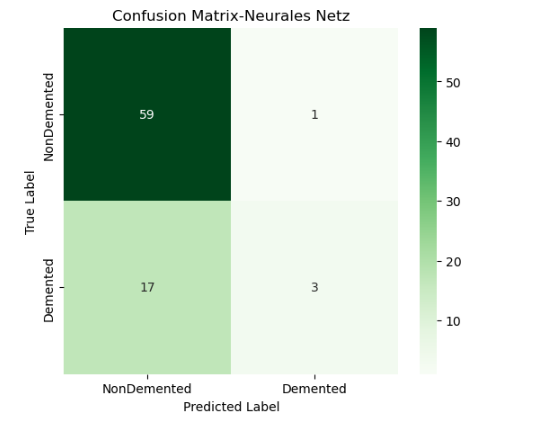 Confusion Matrix-Neurales Netz
True Label
NonDemented
59
1
Demented
17
3
NonDemented
Demented
Predicted Label
50
40
30
20
10